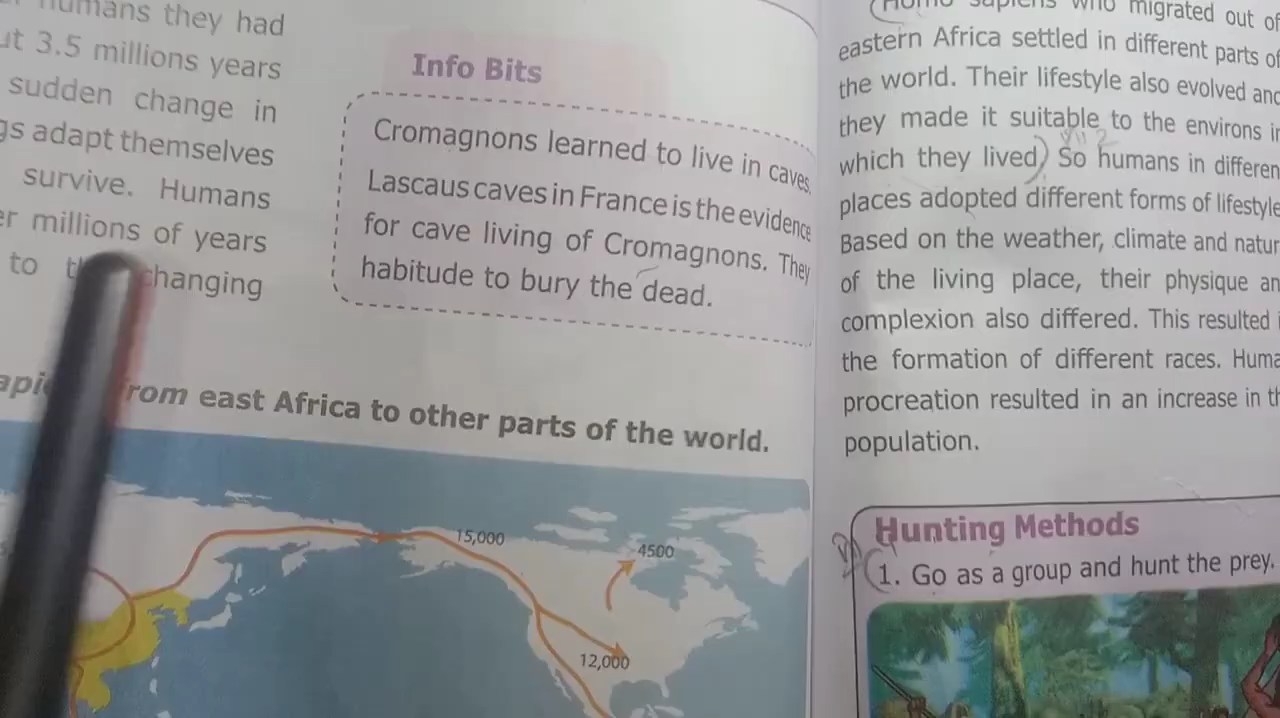 humans they had
3.5 millions years
sudden change in
adapt themselves
survive. Humans
millions of years
to changing
Info Bits
Cromagnons learned to live in caves.
Lascaus caves in France is the evidence
for cave living of Cromagnons. They
habitude to bury the dead.
from east Africa to other parts of the world.
15,000
4500
12,000
(Homo sapiens who migrated out of
eastern Africa settled in different parts of
the world. Their lifestyle also evolved and
they made it suitable to the environs in
which they lived) So humans in differen
places adopted different forms of lifestyle
Based on the weather, climate and natur
of the living place, their physique an
complexion also differed. This resulted i
the formation of different races. Huma
procreation resulted in an increase in th
population.
Hunting Methods
1. Go as a group and hunt the prey.